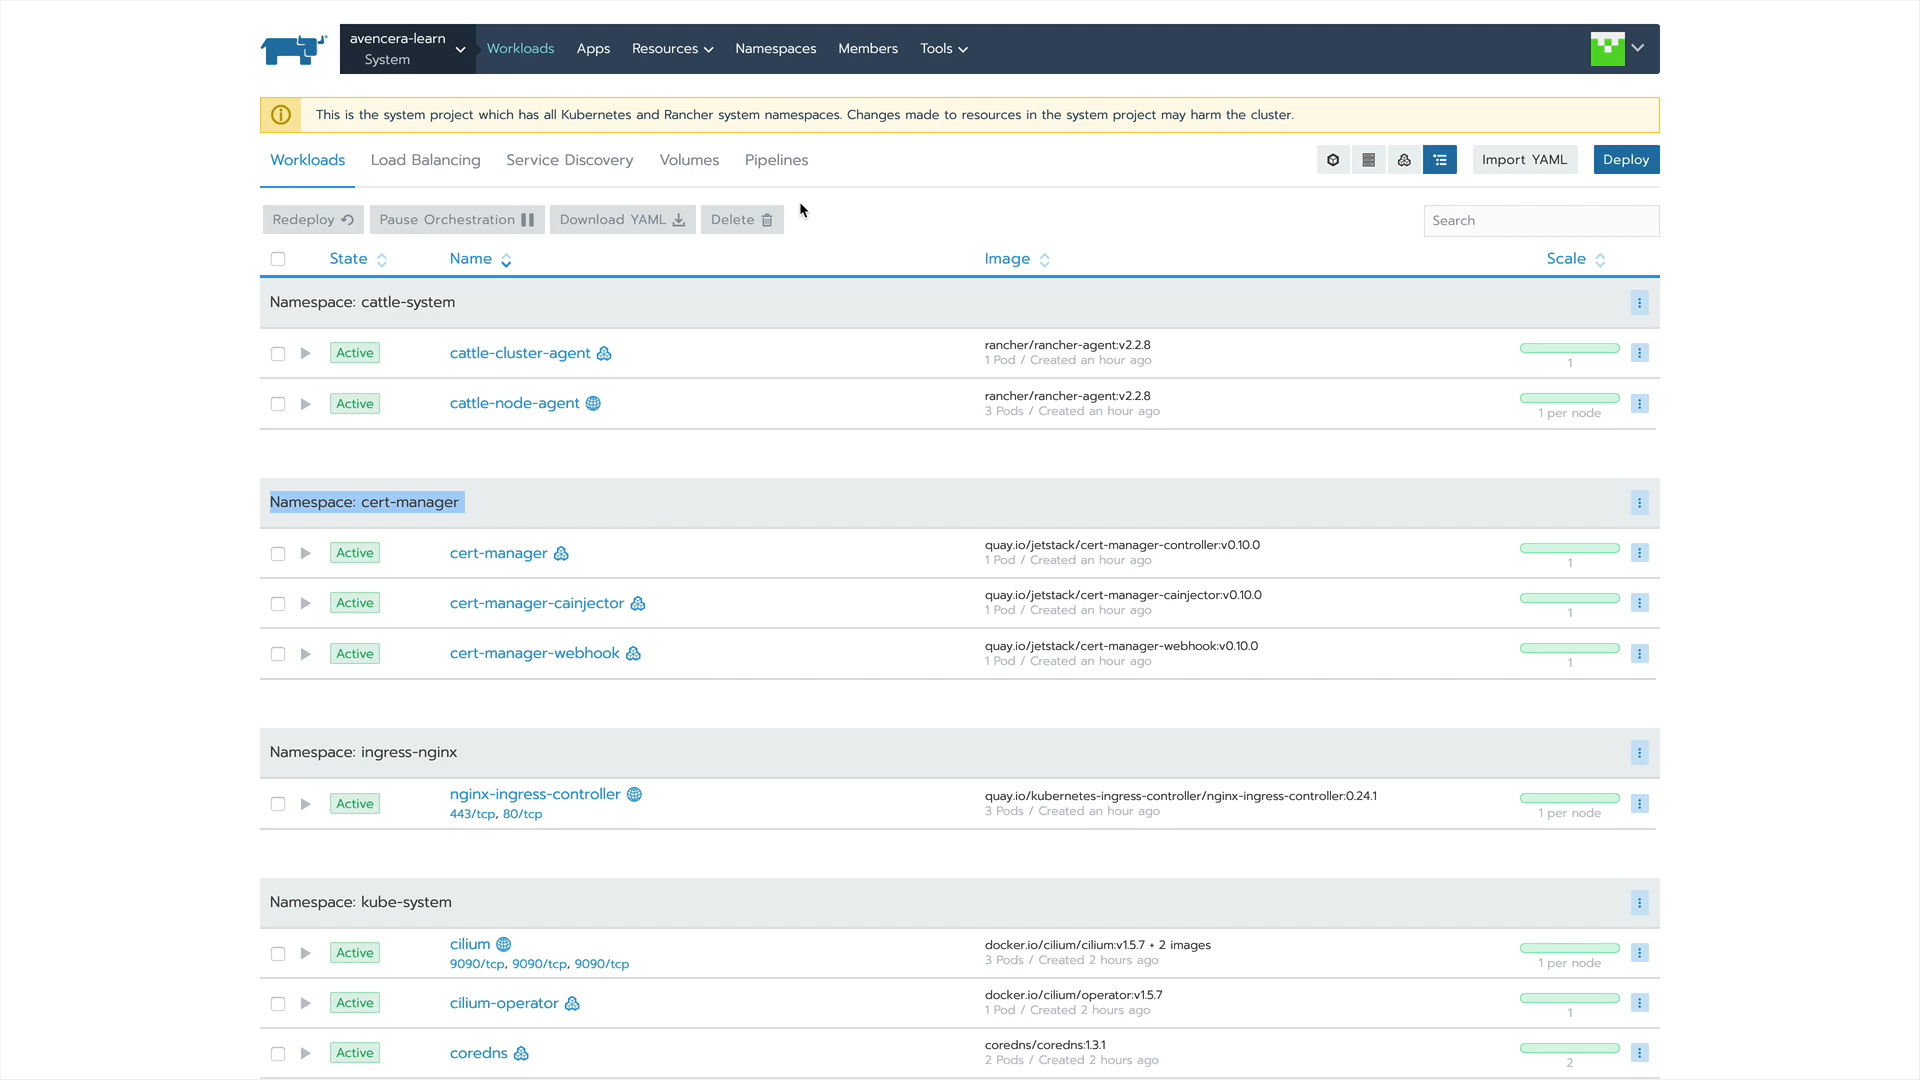 avencera-learn
System
Workloads Apps Resources Namespaces Members Tools
This is the system project which has all Kubernetes and Rancher system namespaces. Changes made to resources in the system project may harm the cluster.
Workloads Load Balancing Service Discovery Volumes Pipelines Import YAML Deploy
Redeploy Pause Orchestration Download YAML Delete Search
State Name Image Scale
Namespace: cattle-system
Active cattle-cluster-agent rancher/rancher-agent:v2.2.8
1 Pod / Created an hour ago 1
Active cattle-node-agent rancher/rancher-agent:v2.2.8
3 Pods / Created an hour ago 1 per node
Namespace: cert-manager
Active cert-manager quay.io/jetstack/cert-manager-controller:v0.10.0
1 Pod / Created an hour ago 1
Active cert-manager-cainjector quay.io/jetstack/cert-manager-cainjector:v0.10.0
1 Pod / Created an hour ago 1
Active cert-manager-webhook quay.io/jetstack/cert-manager-webhook:v0.10.0
1 Pod / Created an hour ago 1
Namespace: ingress-nginx
Active nginx-ingress-controller quay.io/kubernetes-ingress-controller/nginx-ingress-controller:0.24.1
443/tcp, 80/tcp 3 Pods / Created an hour ago 1 per node
Namespace: kube-system
Active cilium docker.io/cilium/cilium:v1.5.7 + 2 images
9090/tcp, 9090/tcp, 9090/tcp 3 Pods / Created 2 hours ago 1 per node
Active cilium-operator docker.io/cilium/operator:v1.5.7
1 Pod / Created 2 hours ago 1
Active coredns coredns/coredns:1.3.1
2 Pods / Created 2 hours ago 2